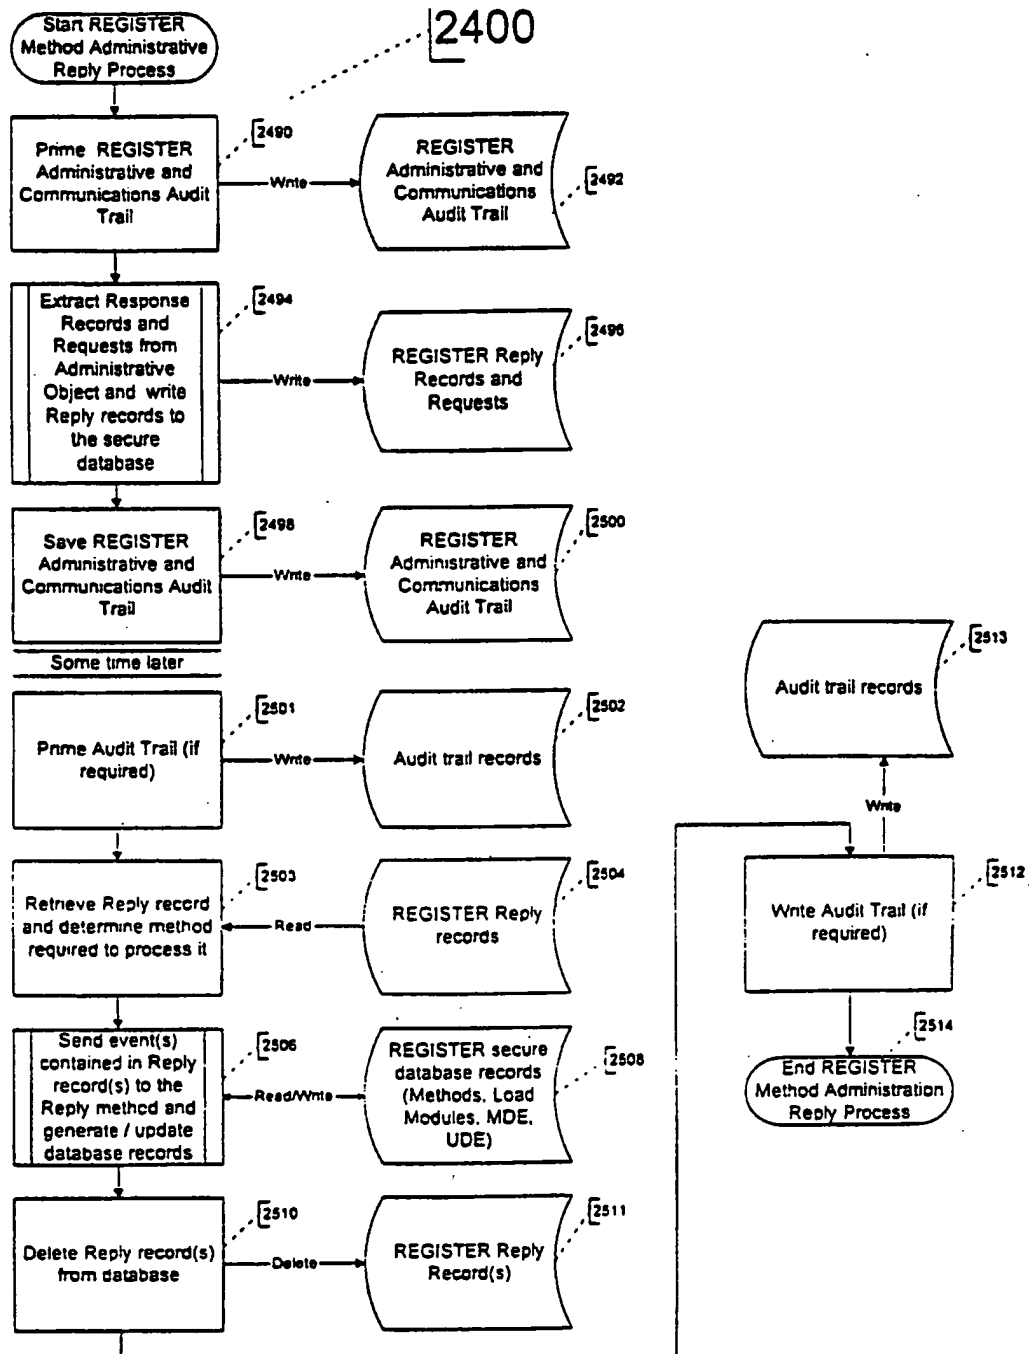 Start REGISTER
Method Administrative
Reply Process
2400
2490
Prime REGISTER
Administrative and
Communications Audit
Trail
Write
REGISTER
Administrative and
Communications
Audit Trail
2492
Extract Response
Records and
Requests from
Administrative
Object and write
Reply records to
the secure
database
2494
Write
REGISTER Reply
Records and
Requests
2496
Save REGISTER
Administrative and
Communications Audit
Trail
2498
Write
REGISTER
Administrative and
Communications
Audit Trail
2500
Some time later
Prime Audit Trail (if
required)
2501
Write
Audit trail records
2502
Retrieve Reply record
and determine method
required to process it
2503
Read
REGISTER Reply
records
2504
Send event(s)
contained in Reply
record(s) to the
Reply method and
generate / update
database records
2506
Read/Write
REGISTER secure
database records
(Methods, Load
Modules, MDE,
UDE)
2508
Delete Reply record(s)
from database
2510
Delete
REGISTER Reply
Record(s)
2511
Audit trail records
2513
Write
Write Audit Trail (if
required)
2512
2514
End REGISTER
Method Administration
Reply Process